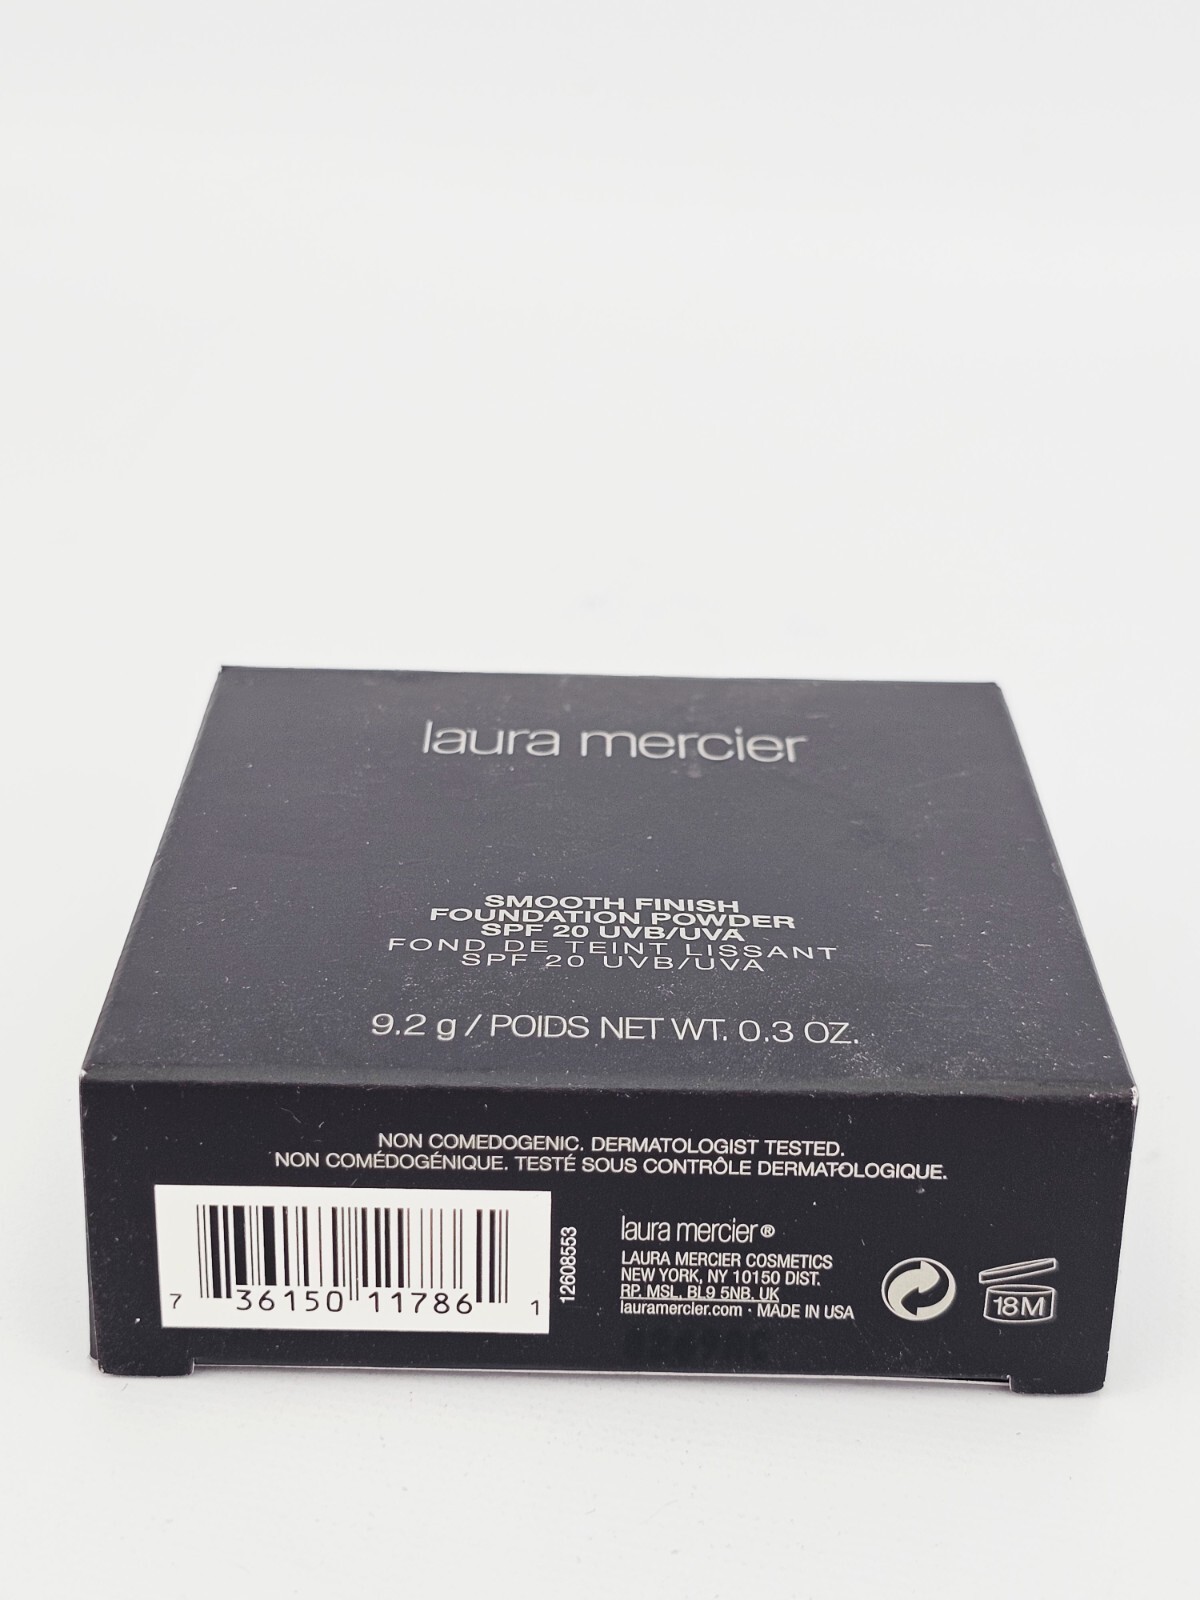 laura mercier
SMOOTH FINISH
FOUNDATION POWDER
SPF 20 UVB/UVA
FOND DE TEINT LISSANT
SPF 20 UVB/UVA
9.2 g / POIDS NET WT. 0.3 OZ.
NON COMEDOGENIC. DERMATOLOGIST TESTED.
NON COMÉDOGÉNIQUE. TESTÉ SOUS CONTRÔLE DERMATOLOGIQUE.
7 36150 11786 1
12608553
laura mercier®
LAURA MERCIER COSMETICS
NEW YORK, NY 10150 DIST.
RP. MSL, BL9 5NB. UK
lauramercier.com · MADE IN USA
18M